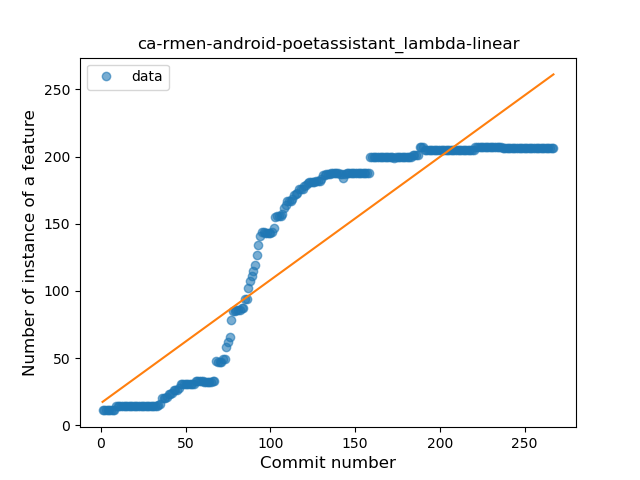 ca-rmen-android-poetassistant_lambda-linear
data
Number of instance of a feature
250
200
150
100
50
0
0 50 100 150 200 250
Commit number